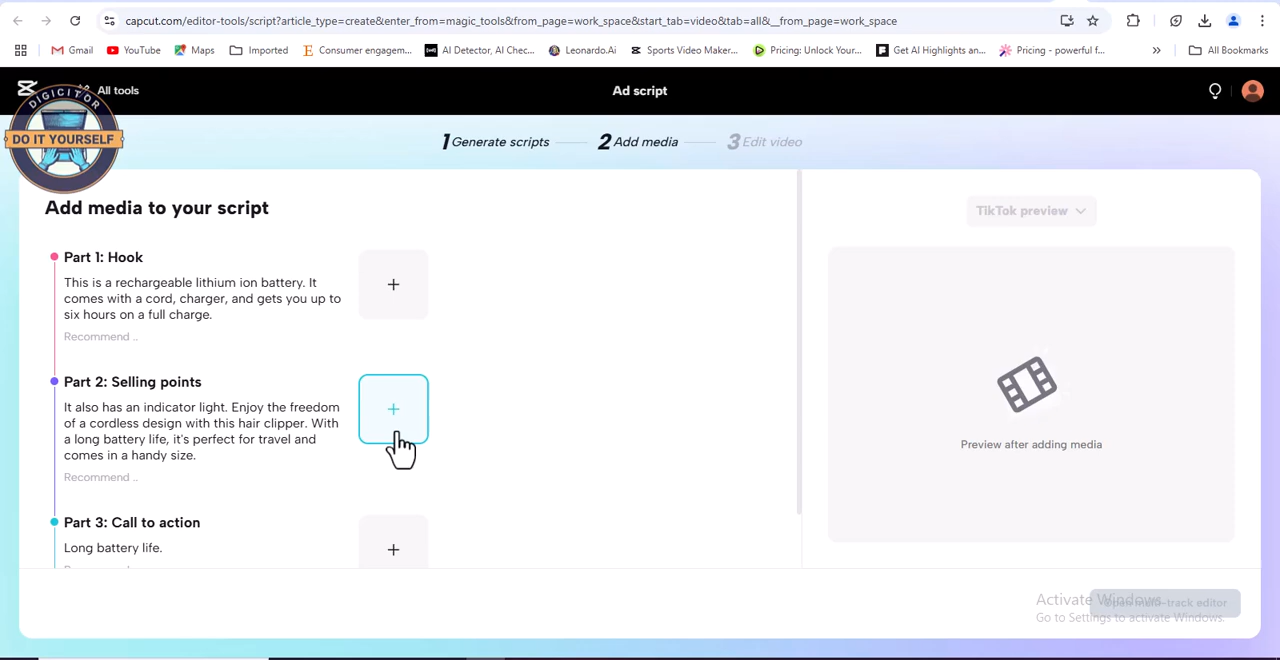 capcut.com/editor-tools/script?article_type=create&enter_from=magic_tools&from_page=work_space&start_tab=video&tab=all&__from_page=work_space
Gmail YouTube Maps Imported Consumer engagem... AI Detector, AI Chec... Leonardo.Ai Sports Video Maker... Pricing: Unlock Your... Get AI Highlights an... Pricing - powerful f... » All Bookmarks
All tools
Ad script
DIGICITOR
DO IT YOURSELF
1 Generate scripts
2 Add media
3 Edit video
Add media to your script
TikTok preview
Part 1: Hook
This is a rechargeable lithium ion battery. It
comes with a cord, charger, and gets you up to
six hours on a full charge.
Recommend ..
Part 2: Selling points
It also has an indicator light. Enjoy the freedom
of a cordless design with this hair clipper. With
a long battery life, it's perfect for travel and
comes in a handy size.
Recommend ..
Preview after adding media
Part 3: Call to action
Long battery life.
Activate Windows
Go to Settings to activate Windows.
multi-track editor